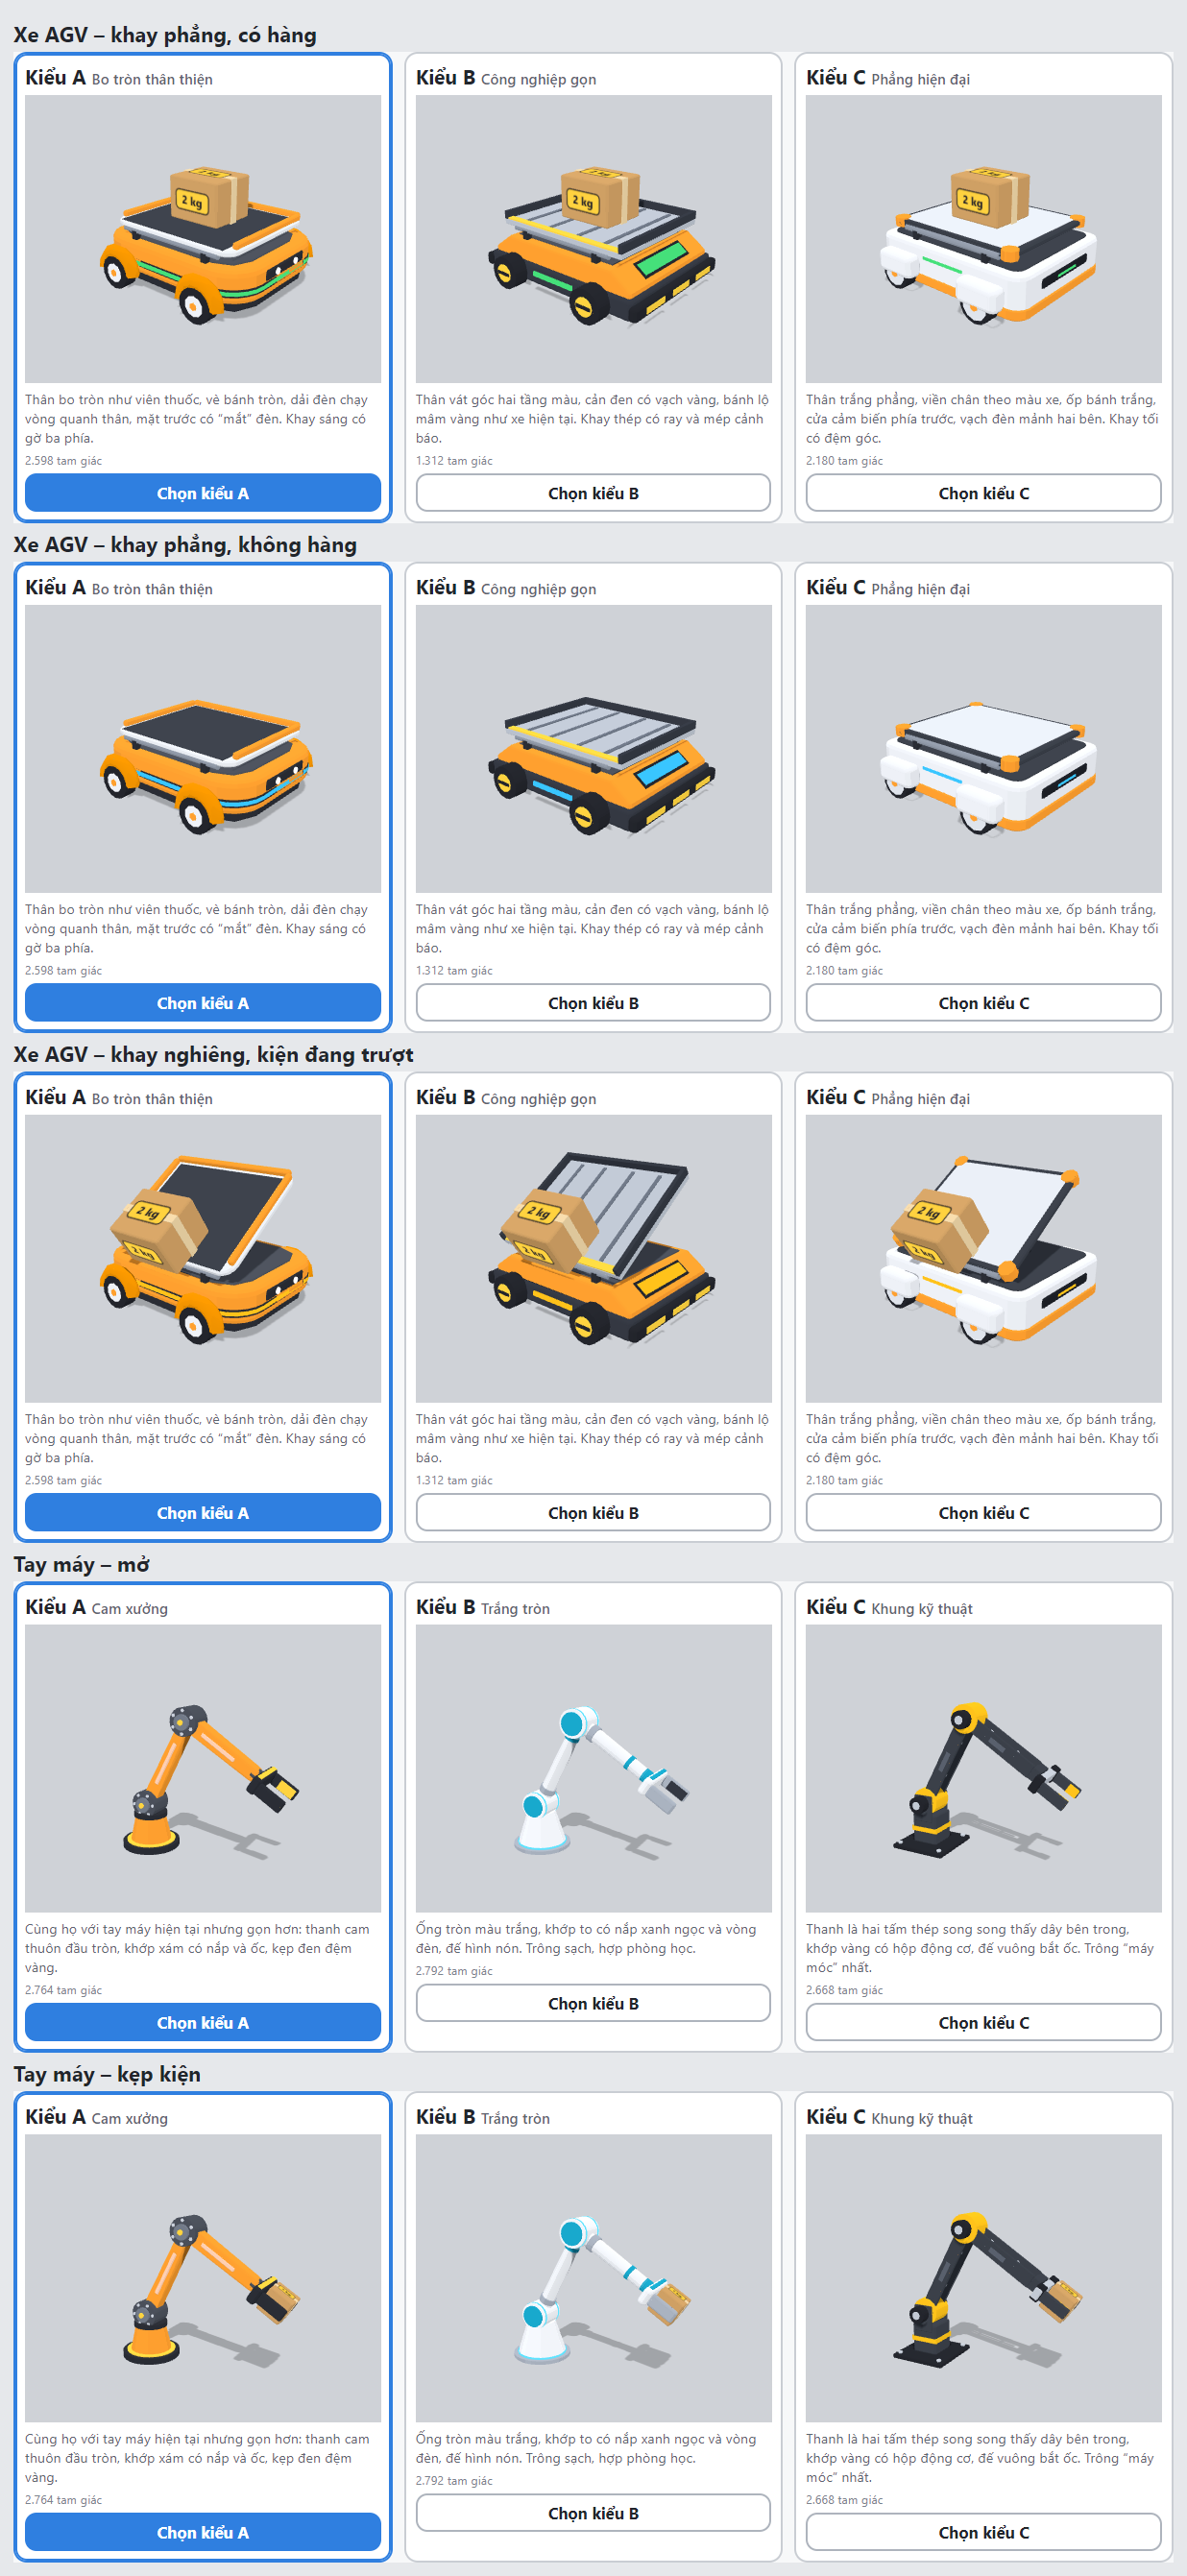 Xe AGV – khay phẳng, có hàng
Kiểu A Bo tròn thân thiện
2 kg
2 kg
Thân bo tròn như viên thuốc, vè bánh tròn, dải đèn chạy
vòng quanh thân, mặt trước có “mắt” đèn. Khay sáng có
gờ ba phía.
2.598 tam giác
Chọn kiểu A
Kiểu B Công nghiệp gọn
2 kg
2 kg
Thân vát góc hai tầng màu, cản đen có vạch vàng, bánh lộ
mâm vàng như xe hiện tại. Khay thép có ray và mép cảnh
báo.
1.312 tam giác
Chọn kiểu B
Kiểu C Phẳng hiện đại
2 kg
2 kg
Thân trắng phẳng, viền chân theo màu xe, ốp bánh trắng,
cửa cảm biến phía trước, vạch đèn mảnh hai bên. Khay tối
có đệm góc.
2.180 tam giác
Chọn kiểu C
Xe AGV – khay phẳng, không hàng
Kiểu A Bo tròn thân thiện
Thân bo tròn như viên thuốc, vè bánh tròn, dải đèn chạy
vòng quanh thân, mặt trước có “mắt” đèn. Khay sáng có
gờ ba phía.
2.598 tam giác
Chọn kiểu A
Kiểu B Công nghiệp gọn
Thân vát góc hai tầng màu, cản đen có vạch vàng, bánh lộ
mâm vàng như xe hiện tại. Khay thép có ray và mép cảnh
báo.
1.312 tam giác
Chọn kiểu B
Kiểu C Phẳng hiện đại
Thân trắng phẳng, viền chân theo màu xe, ốp bánh trắng,
cửa cảm biến phía trước, vạch đèn mảnh hai bên. Khay tối
có đệm góc.
2.180 tam giác
Chọn kiểu C
Xe AGV – khay nghiêng, kiện đang trượt
Kiểu A Bo tròn thân thiện
2 kg
2 kg
Thân bo tròn như viên thuốc, vè bánh tròn, dải đèn chạy
vòng quanh thân, mặt trước có “mắt” đèn. Khay sáng có
gờ ba phía.
2.598 tam giác
Chọn kiểu A
Kiểu B Công nghiệp gọn
2 kg
2 kg
Thân vát góc hai tầng màu, cản đen có vạch vàng, bánh lộ
mâm vàng như xe hiện tại. Khay thép có ray và mép cảnh
báo.
1.312 tam giác
Chọn kiểu B
Kiểu C Phẳng hiện đại
2 kg
2 kg
Thân trắng phẳng, viền chân theo màu xe, ốp bánh trắng,
cửa cảm biến phía trước, vạch đèn mảnh hai bên. Khay tối
có đệm góc.
2.180 tam giác
Chọn kiểu C
Tay máy – mở
Kiểu A Cam xưởng
Cùng họ với tay máy hiện tại nhưng gọn hơn: thanh cam
thuôn đầu tròn, khớp xám có nắp và ốc, kẹp đen đệm
vàng.
2.764 tam giác
Chọn kiểu A
Kiểu B Trắng tròn
Ống tròn màu trắng, khớp to có nắp xanh ngọc và vòng
đèn, đế hình nón. Trông sạch, hợp phòng học.
2.792 tam giác
Chọn kiểu B
Kiểu C Khung kỹ thuật
Thanh là hai tấm thép song song thấy dây bên trong,
khớp vàng có hộp động cơ, đế vuông bắt ốc. Trông “máy
móc” nhất.
2.668 tam giác
Chọn kiểu C
Tay máy – kẹp kiện
Kiểu A Cam xưởng
Cùng họ với tay máy hiện tại nhưng gọn hơn: thanh cam
thuôn đầu tròn, khớp xám có nắp và ốc, kẹp đen đệm
vàng.
2.764 tam giác
Chọn kiểu A
Kiểu B Trắng tròn
Ống tròn màu trắng, khớp to có nắp xanh ngọc và vòng
đèn, đế hình nón. Trông sạch, hợp phòng học.
2.792 tam giác
Chọn kiểu B
Kiểu C Khung kỹ thuật
Thanh là hai tấm thép song song thấy dây bên trong,
khớp vàng có hộp động cơ, đế vuông bắt ốc. Trông “máy
móc” nhất.
2.668 tam giác
Chọn kiểu C